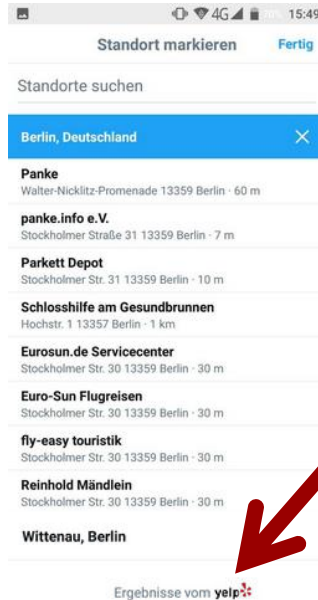 4G 15:49
Standort markieren Fertig
Standorte suchen
Berlin, Deutschland
Panke
Walter-Nicklitz-Promenade 13359 Berlin · 60 m
panke.info e.V.
Stockholmer Straße 31 13359 Berlin · 7 m
Parkett Depot
Stockholmer Str. 31 13359 Berlin · 10 m
Schlosshilfe am Gesundbrunnen
Hochstr. 1 13357 Berlin · 1 km
Eurosun.de Servicecenter
Stockholmer Str. 30 13359 Berlin · 30 m
Euro-Sun Flugreisen
Stockholmer Str. 30 13359 Berlin · 30 m
fly-easy touristik
Stockholmer Str. 30 13359 Berlin · 30 m
Reinhold Mändlein
Stockholmer Str. 30 13359 Berlin · 30 m
Wittenau, Berlin
Ergebnisse vom yelp